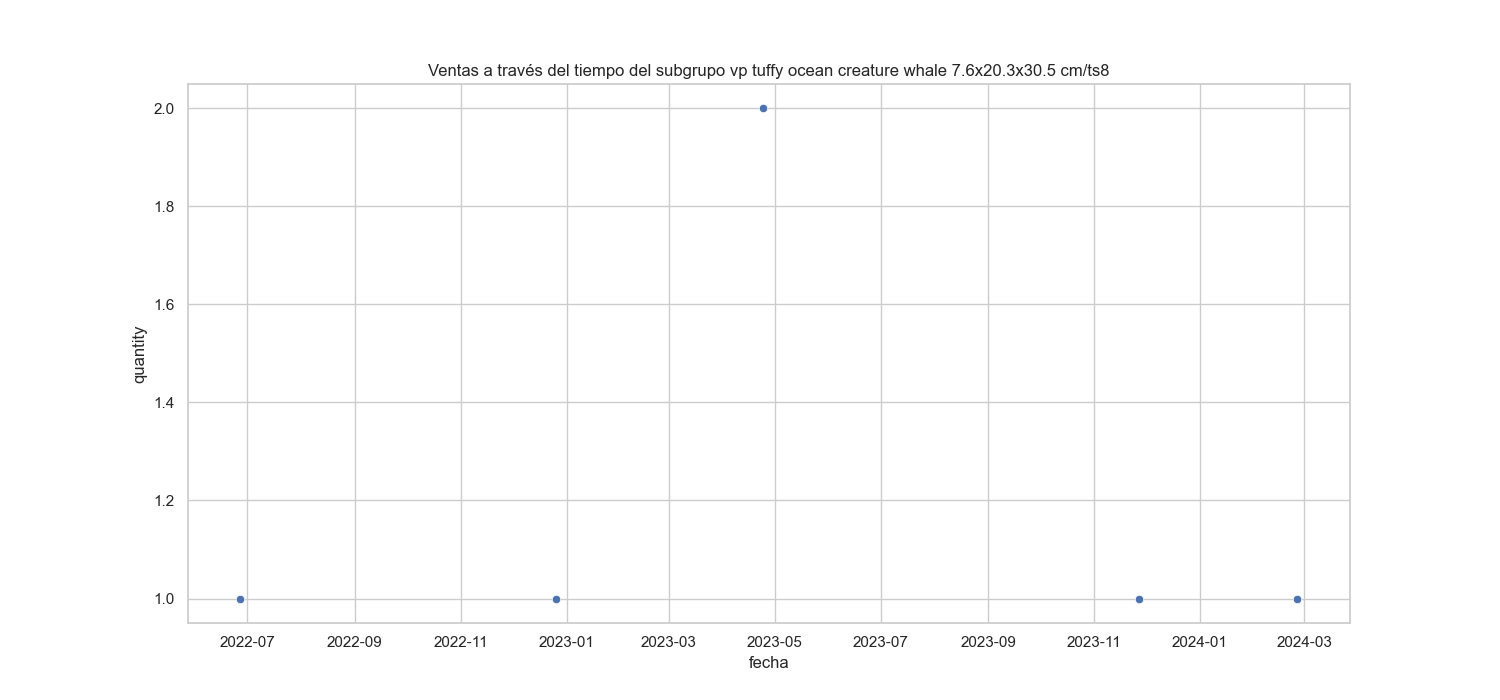 Ventas a través del tiempo del subgrupo vp tuffy ocean creature whale 7.6x20.3x30.5 cm/ts8
2.0
1.8
1.6
1.4
1.2
1.0
quantity
2022-07 2022-09 2022-11 2023-01 2023-03 2023-05 2023-07 2023-09 2023-11 2024-01 2024-03
fecha